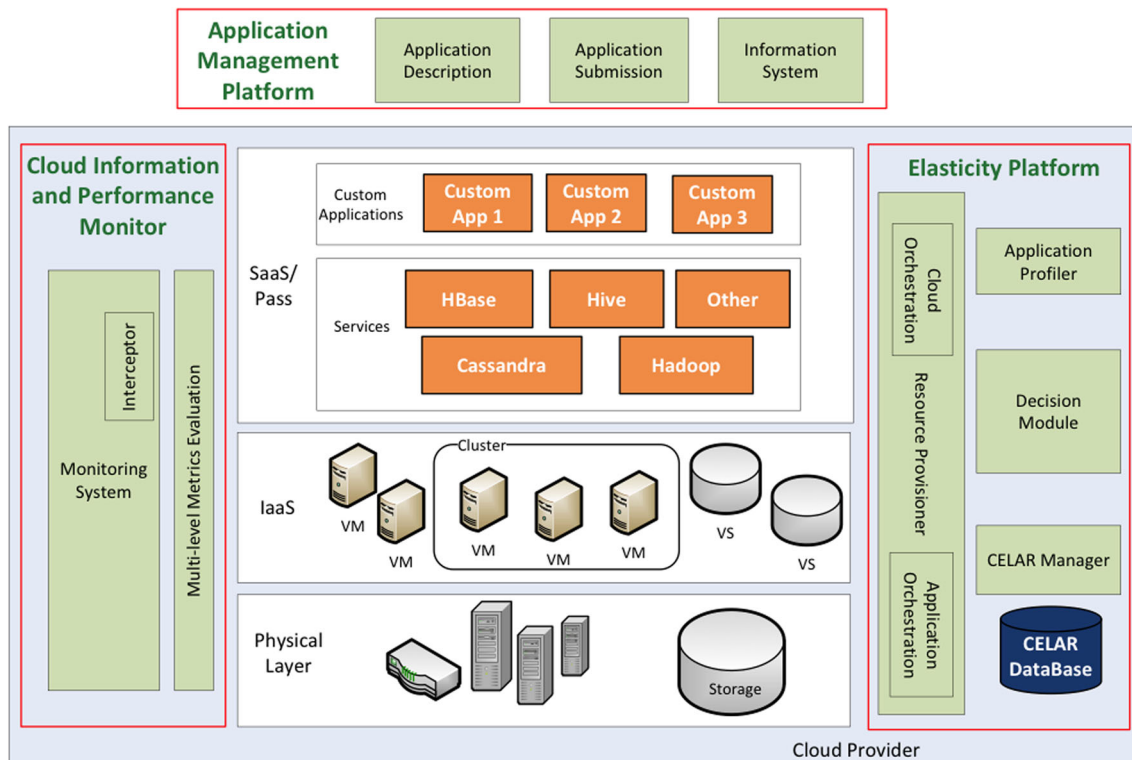 Application
Management
Platform
Application
Description
Application
Submission
Information
System
Cloud Information
and Performance
Monitor
Interceptor
Monitoring
System
Multi-level Metrics Evaluation
SaaS/
Pass
Custom
Applications
Custom
App 1
Custom
App 2
Custom
App 3
Services
HBase
Hive
Other
Cassandra
Hadoop
IaaS
Cluster
VM
VM
VM
VM
VM
VS
VS
Physical
Layer
Storage
Elasticity Platform
Cloud
Orchestration
Resource Provisioner
Application
Orchestration
Application
Profiler
Decision
Module
CELAR Manager
CELAR
DataBase
Cloud Provider